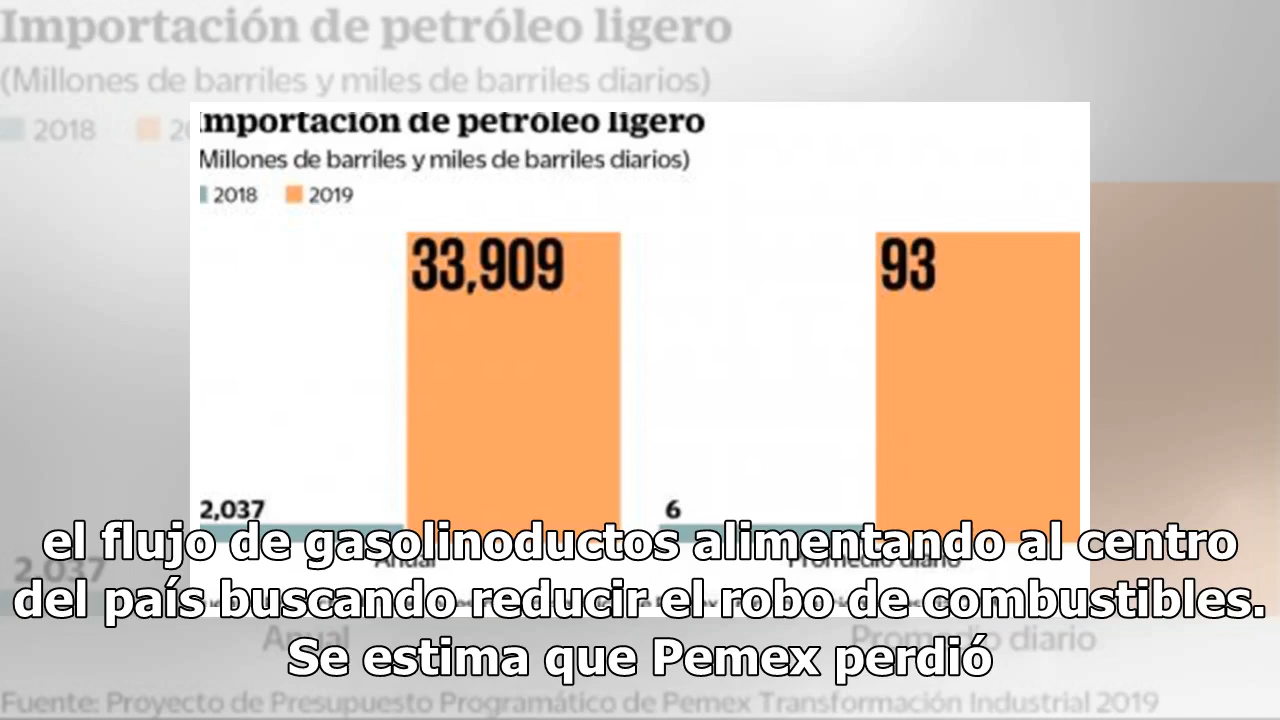 Importación de petróleo ligero
(Millones de barriles y miles de barriles diarios)
2018
Importación de petróleo ligero
Millones de barriles y miles de barriles diarios)
2018 2019
33,909 93
2,037 6
2,037
Anual Promedio diario
el flujo de gasolinoductos alimentando al centro
del país buscando reducir el robo de combustibles.
Se estima que Pemex perdió
Anual Promedio diario
Fuente: Proyecto de Presupuesto Programático de Pemex Transformación Industrial 2019